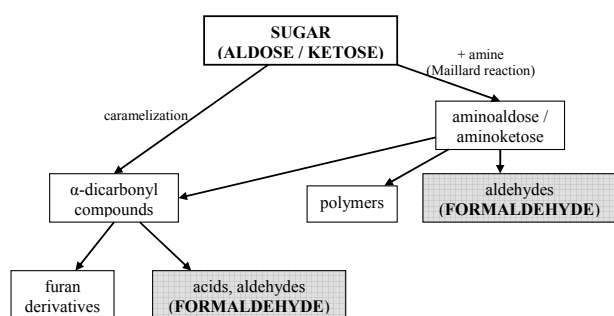 SUGAR
(ALDOSE / KETOSE)
+ amine
(Maillard reaction)
caramelization
aminoaldose /
aminoketose
α-dicarbonyl
compounds
polymers
aldehydes
(FORMALDEHYDE)
furan
derivatives
acids, aldehydes
(FORMALDEHYDE)